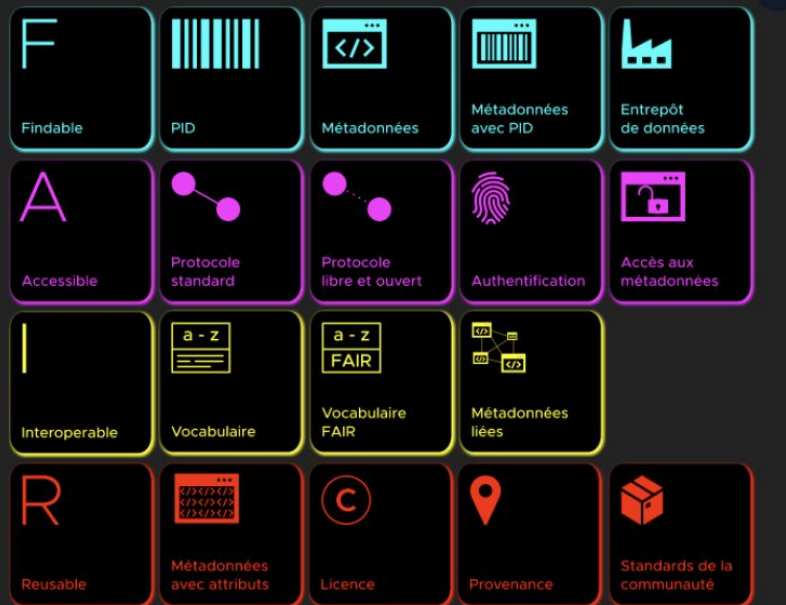 F
Findable
PID
</>
Métadonnées
Métadonnées
avec PID
Entrepôt
de données
A
Accessible
Protocole
standard
Protocole
libre et ouvert
Authentification
Accès aux
métadonnées
I
Interoperable
a - z
Vocabulaire
a - z
FAIR
Vocabulaire
FAIR
</>
</>
</>
Métadonnées
liées
R
Reusable
</></></>
</></></>
</></></>
Métadonnées
avec attributs
C
Licence
Provenance
Standards de la
communauté